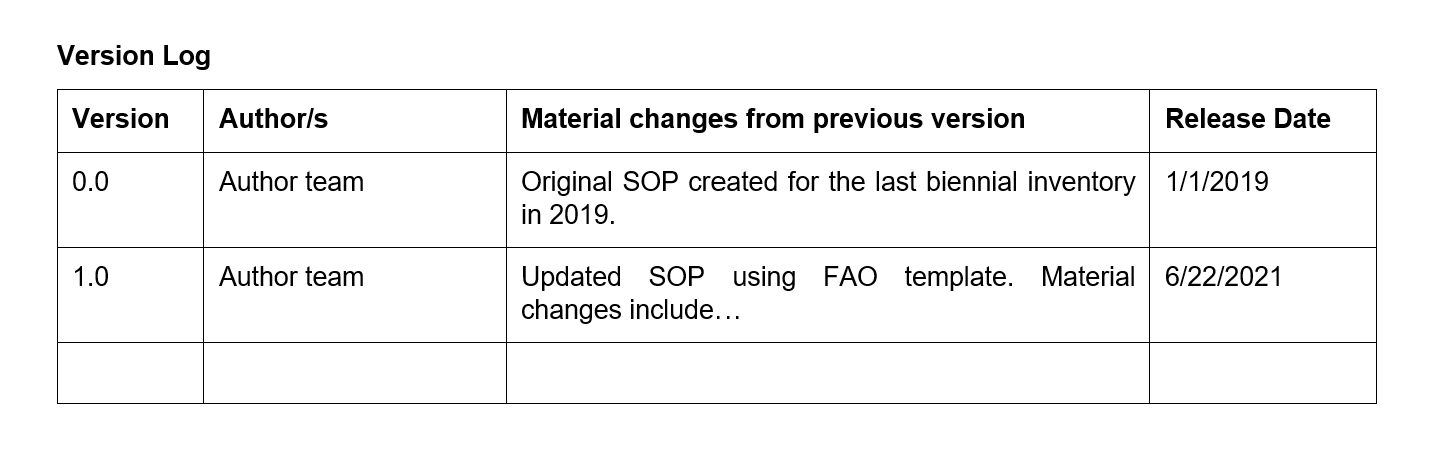 Version Log
Version Author/s Material changes from previous version Release Date
0.0 Author team Original SOP created for the last biennial inventory 1/1/2019
in 2019.
1.0 Author team Updated SOP using FAO template. Material 6/22/2021
changes include…